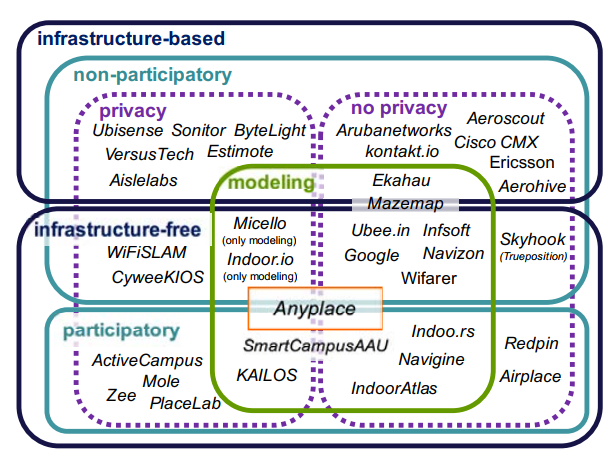 infrastructure-based
non-participatory
privacy
no privacy
Ubisense Sonitor ByteLight
VersusTech Estimote
Aislelabs
Arubanetworks
Aeroscout
kontakt.io
Cisco CMX
Ericsson
Aerohive
modeling
Ekahau
Mazemap
infrastructure-free
WiFiSLAM
CyweeKIOS
Micello
(only modeling)
Indoor.io
(only modeling)
Ubee.in Infsoft
Google Navizon
Wifarer
Skyhook
(Trueposition)
Anyplace
participatory
SmartCampusAAU
KAILOS
ActiveCampus
Mole
Zee
PlaceLab
Indoo.rs
Navigine
IndoorAtlas
Redpin
Airplace